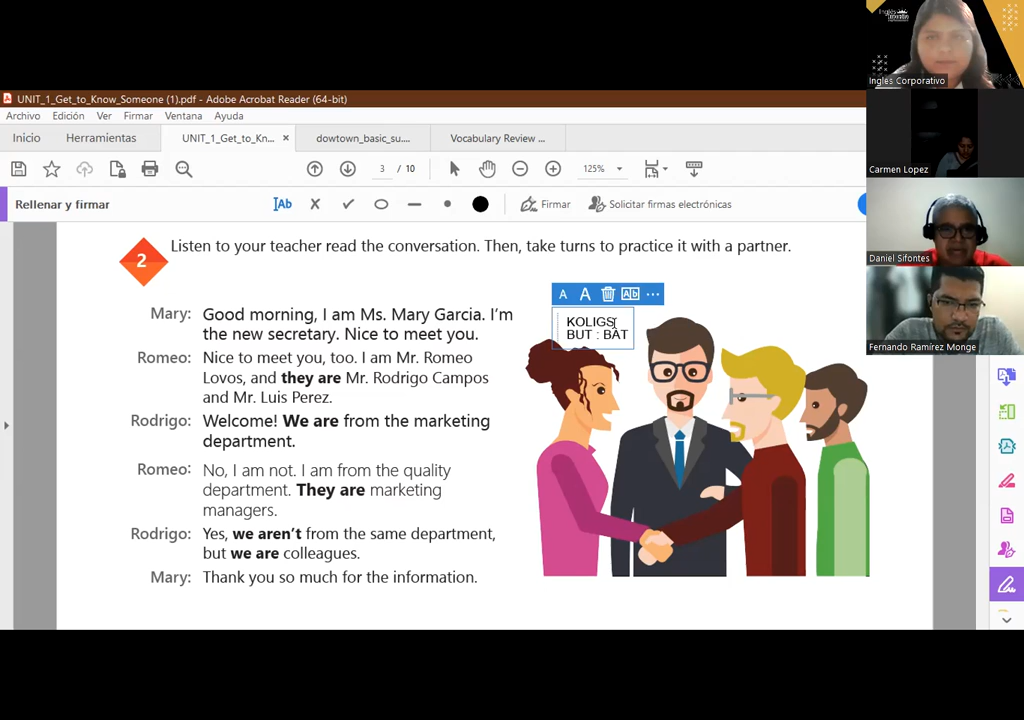 Inglés Corporativo
UNIT_1_Get_to_Know_Someone (1).pdf - Adobe Acrobat Reader (64-bit)
Archivo Edición Ver Firmar Ventana Ayuda
Inicio Herramientas UNIT_1_Get_to_Kn... × dowtown_basic_su.... Vocabulary Review ...
3 / 10 125%
Rellenar y firmar Ab Firmar Solicitar firmas electrónicas
Carmen Lopez
Daniel Sifontes
Fernando Ramírez Monge
2 Listen to your teacher read the conversation. Then, take turns to practice it with a partner.
A A Ab ...
KOLIGS
BUT : BAT
Mary: Good morning, I am Ms. Mary Garcia. I'm
the new secretary. Nice to meet you.
Romeo: Nice to meet you, too. I am Mr. Romeo
Lovos, and they are Mr. Rodrigo Campos
and Mr. Luis Perez.
Rodrigo: Welcome! We are from the marketing
department.
Romeo: No, I am not. I am from the quality
department. They are marketing
managers.
Rodrigo: Yes, we aren't from the same department,
but we are colleagues.
Mary: Thank you so much for the information.